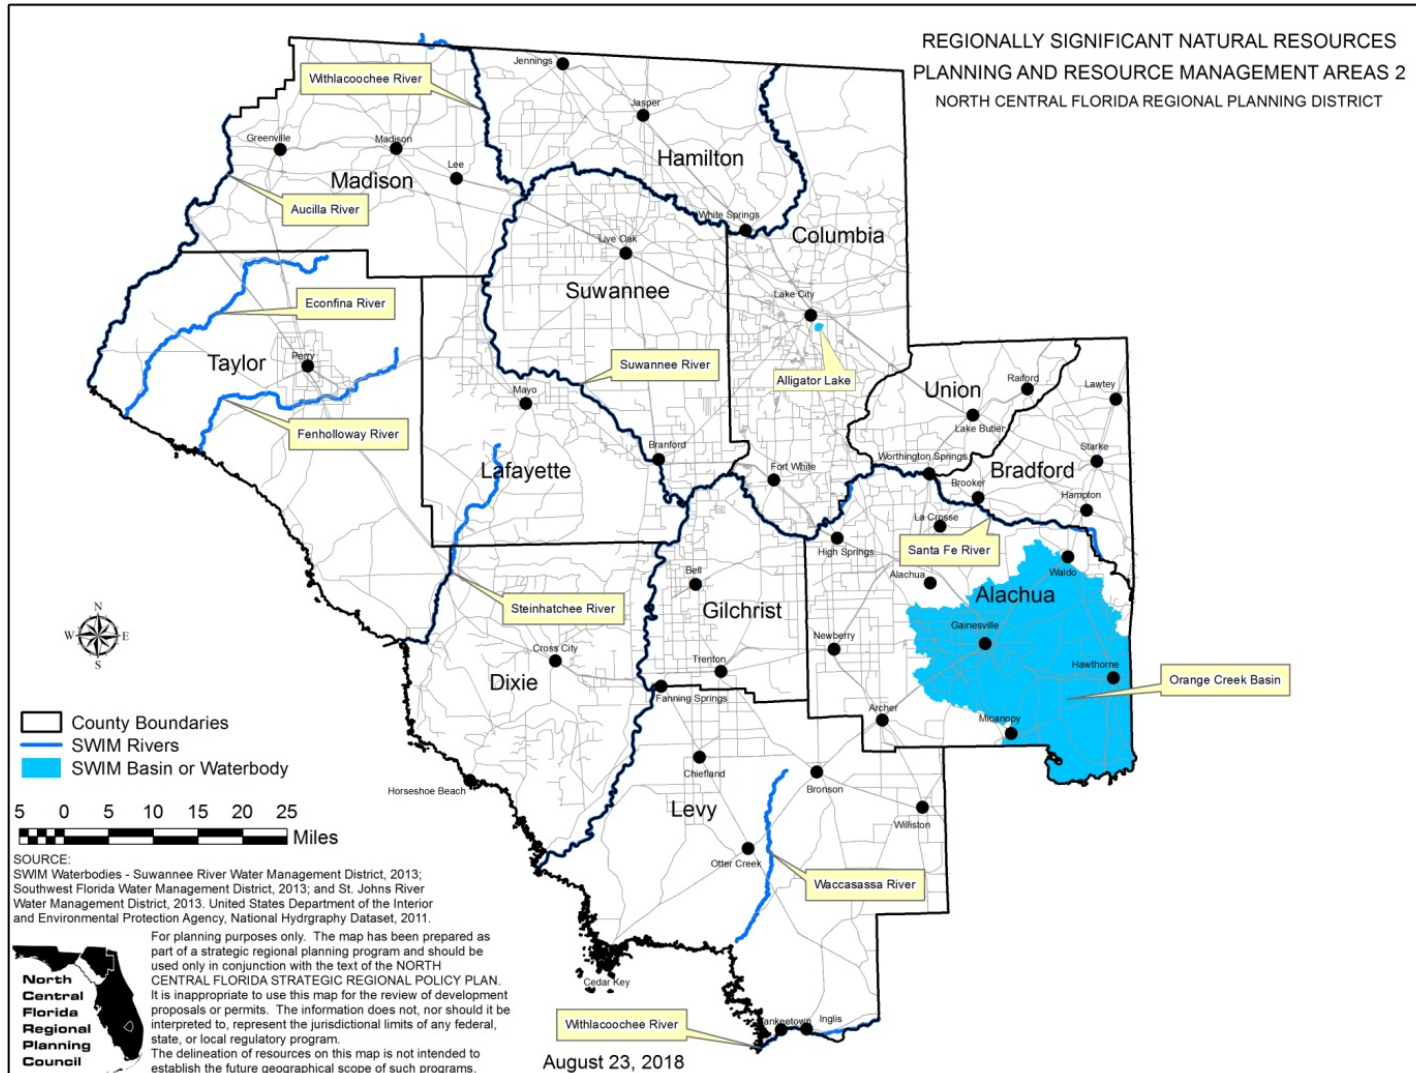 REGIONALLY SIGNIFICANT NATURAL RESOURCES
PLANNING AND RESOURCE MANAGEMENT AREAS 2
NORTH CENTRAL FLORIDA REGIONAL PLANNING DISTRICT
Jennings
Withlacoochee River
Jasper
Greenville
Madison
Hamilton
Lee
Madison
Aucilla River
White Springs
Columbia
Live Oak
Suwannee
Econfina River
Lake City
Taylor
Perry
Suwannee River
Alligator Lake
Union
Raiford
Lawtey
Mayo
Lake Butler
Fenholloway River
Branford
Worthington Springs
Starke
Lafayette
Fort White
Bradford
Brooker
Hampton
La Crosse
High Springs
Santa Fe River
Waldo
Bell
Alachua
Alachua
Steinhatchee River
Gilchrist
Gainesville
N
W
E
S
Newberry
Cross City
Trenton
Hawthorne
Dixie
Orange Creek Basin
Fanning Springs
Archer
Micanopy
County Boundaries
SWIM Rivers
SWIM Basin or Waterbody
Chiefland
Bronson
Horseshoe Beach
Levy
Williston
5 0 5 10 15 20 25
Miles
Otter Creek
Waccasassa River
SOURCE:
SWIM Waterbodies - Suwannee River Water Management District, 2013;
Southwest Florida Water Management District, 2013; and St. Johns River
Water Management District, 2013. United States Department of the Interior
and Environmental Protection Agency, National Hydrgraphy Dataset, 2011.
For planning purposes only. The map has been prepared as
part of a strategic regional planning program and should be
used only in conjunction with the text of the NORTH
CENTRAL FLORIDA STRATEGIC REGIONAL POLICY PLAN.
It is inappropriate to use this map for the review of development
proposals or permits. The information does not, nor should it be
interpreted to, represent the jurisdictional limits of any federal,
state, or local regulatory program.
The delineation of resources on this map is not intended to
establish the future geographical scope of such programs.
North
Central
Florida
Regional
Planning
Council
Cedar Key
Withlacoochee River
Yankeetown
Inglis
August 23, 2018